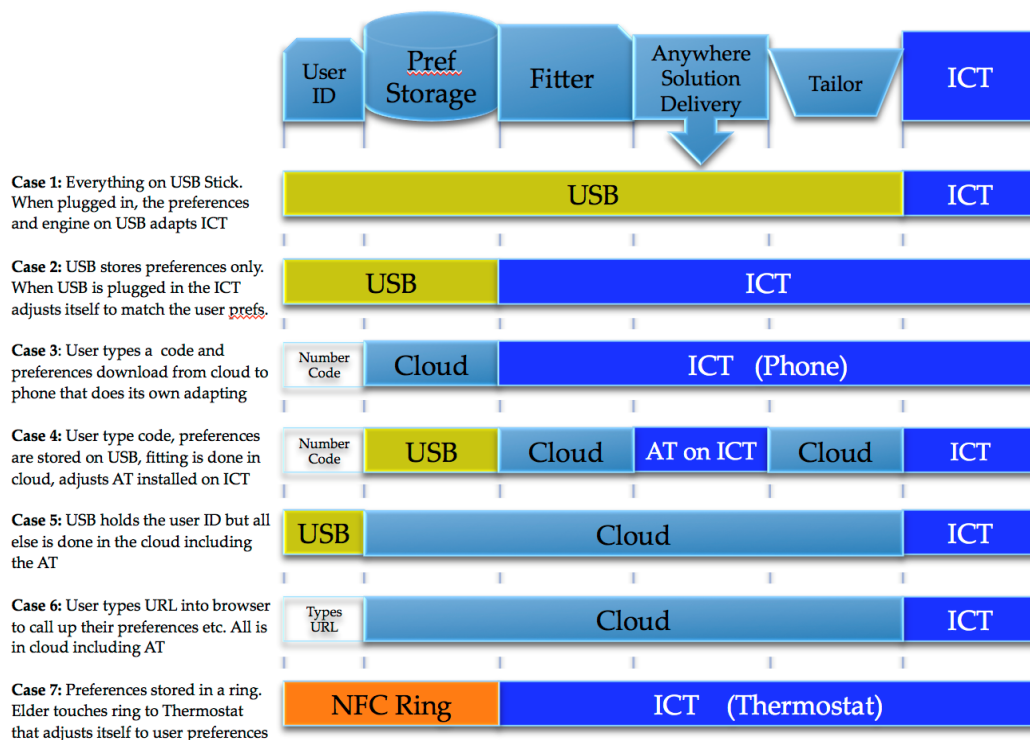 User
ID
Pref
Storage
Fitter
Anywhere
Solution
Delivery
Tailor
ICT
Case 1: Everything on USB Stick.
When plugged in, the preferences
and engine on USB adapts ICT
USB
ICT
Case 2: USB stores preferences only.
When USB is plugged in the ICT
adjusts itself to match the user prefs.
USB
ICT
Case 3: User types a code and
preferences download from cloud to
phone that does its own adapting
Number
Code
Cloud
ICT (Phone)
Case 4: User type code, preferences
are stored on USB, fitting is done in
cloud, adjusts AT installed on ICT
Number
Code
USB
Cloud
AT on ICT
Cloud
ICT
Case 5: USB holds the user ID but all
else is done in the cloud including
the AT
USB
Cloud
ICT
Case 6: User types URL into browser
to call up their preferences etc. All is
in cloud including AT
Types
URL
Cloud
ICT
Case 7: Preferences stored in a ring.
Elder touches ring to Thermostat
that adjusts itself to user preferences
NFC Ring
ICT (Thermostat)